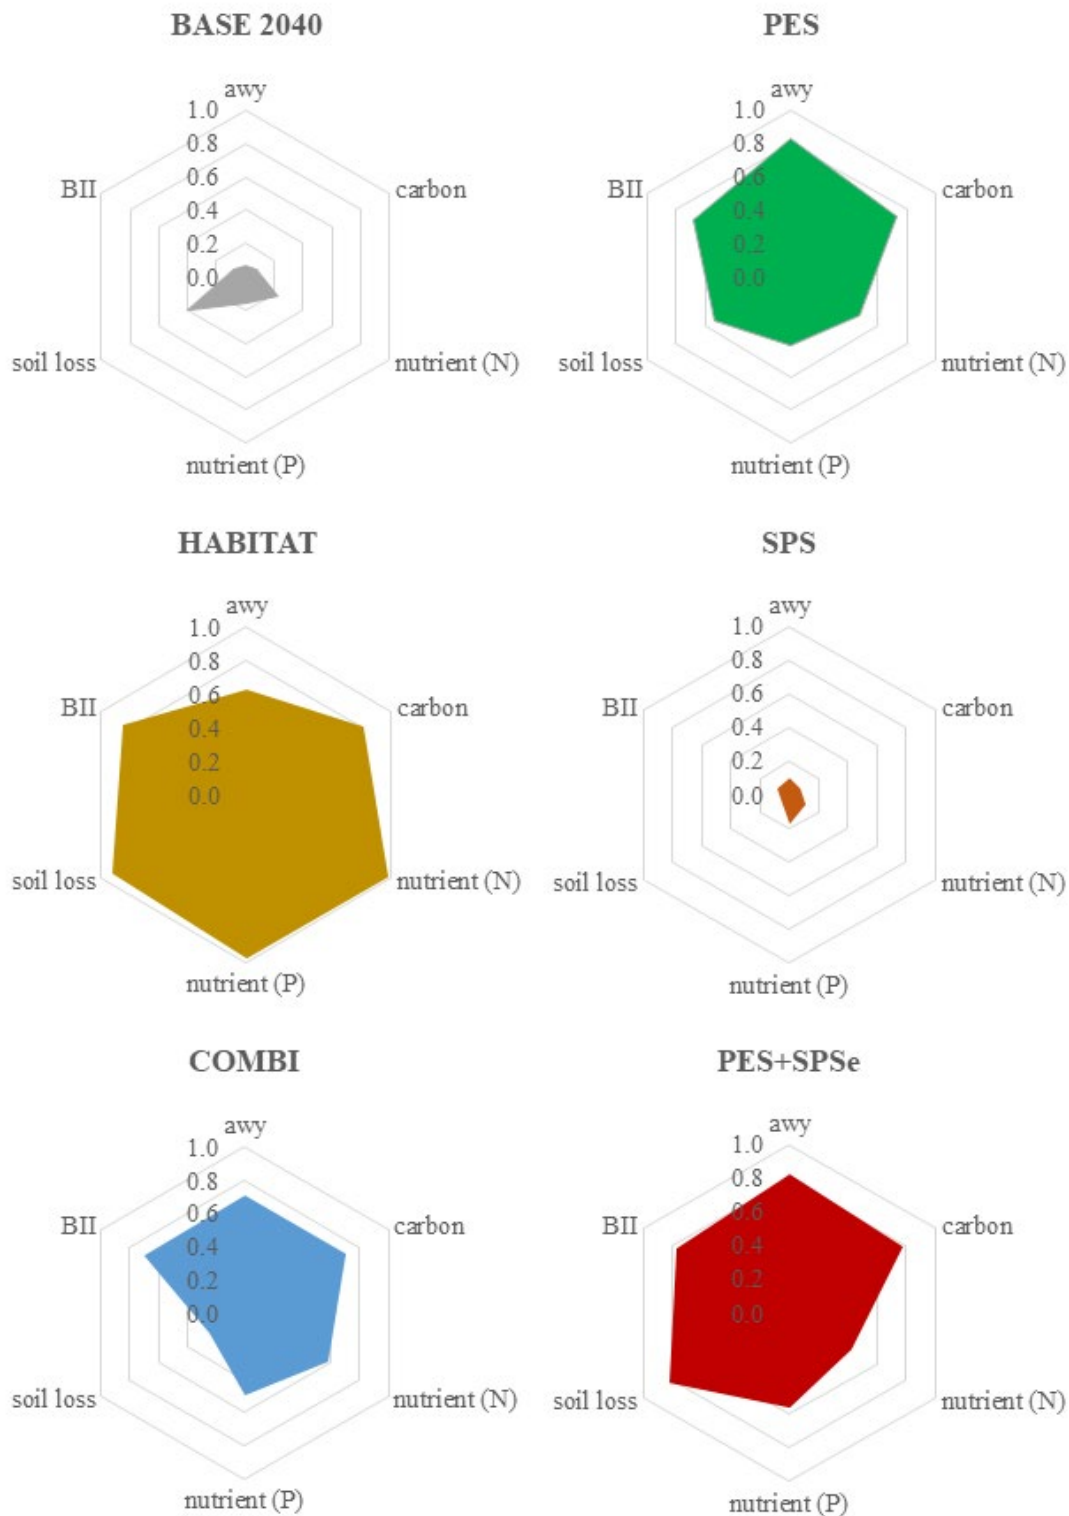 BASE 2040
awy
1.0
0.8
0.6
0.4
0.2
0.0
BII
carbon
soil loss
nutrient (N)
nutrient (P)
PES
awy
1.0
0.8
0.6
0.4
0.2
0.0
BII
carbon
soil loss
nutrient (N)
nutrient (P)
HABITAT
awy
1.0
0.8
0.6
0.4
0.2
0.0
BII
carbon
soil loss
nutrient (N)
nutrient (P)
SPS
awy
1.0
0.8
0.6
0.4
0.2
0.0
BII
carbon
soil loss
nutrient (N)
nutrient (P)
COMBI
awy
1.0
0.8
0.6
0.4
0.2
0.0
BII
carbon
soil loss
nutrient (N)
nutrient (P)
PES+SPSe
awy
1.0
0.8
0.6
0.4
0.2
0.0
BII
carbon
soil loss
nutrient (N)
nutrient (P)